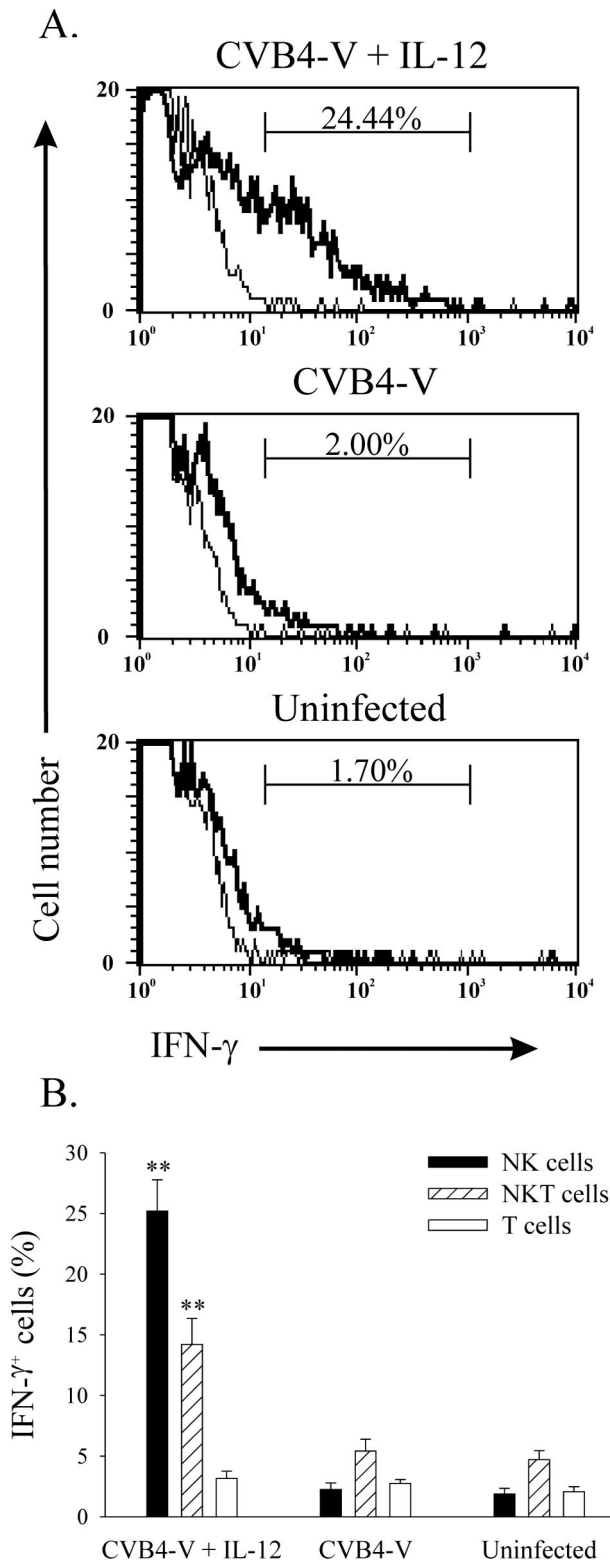 A.
CVB4-V + IL-12
20
24.44%
0
10⁰ 10¹ 10² 10³ 10⁴
CVB4-V
20
2.00%
0
10⁰ 10¹ 10² 10³ 10⁴
Uninfected
20
1.70%
0
10⁰ 10¹ 10² 10³ 10⁴
Cell number
IFN-γ
B.
30
25
20
15
10
5
0
IFN-γ⁺ cells (%)
**
**
NK cells
NKT cells
T cells
CVB4-V + IL-12 CVB4-V Uninfected